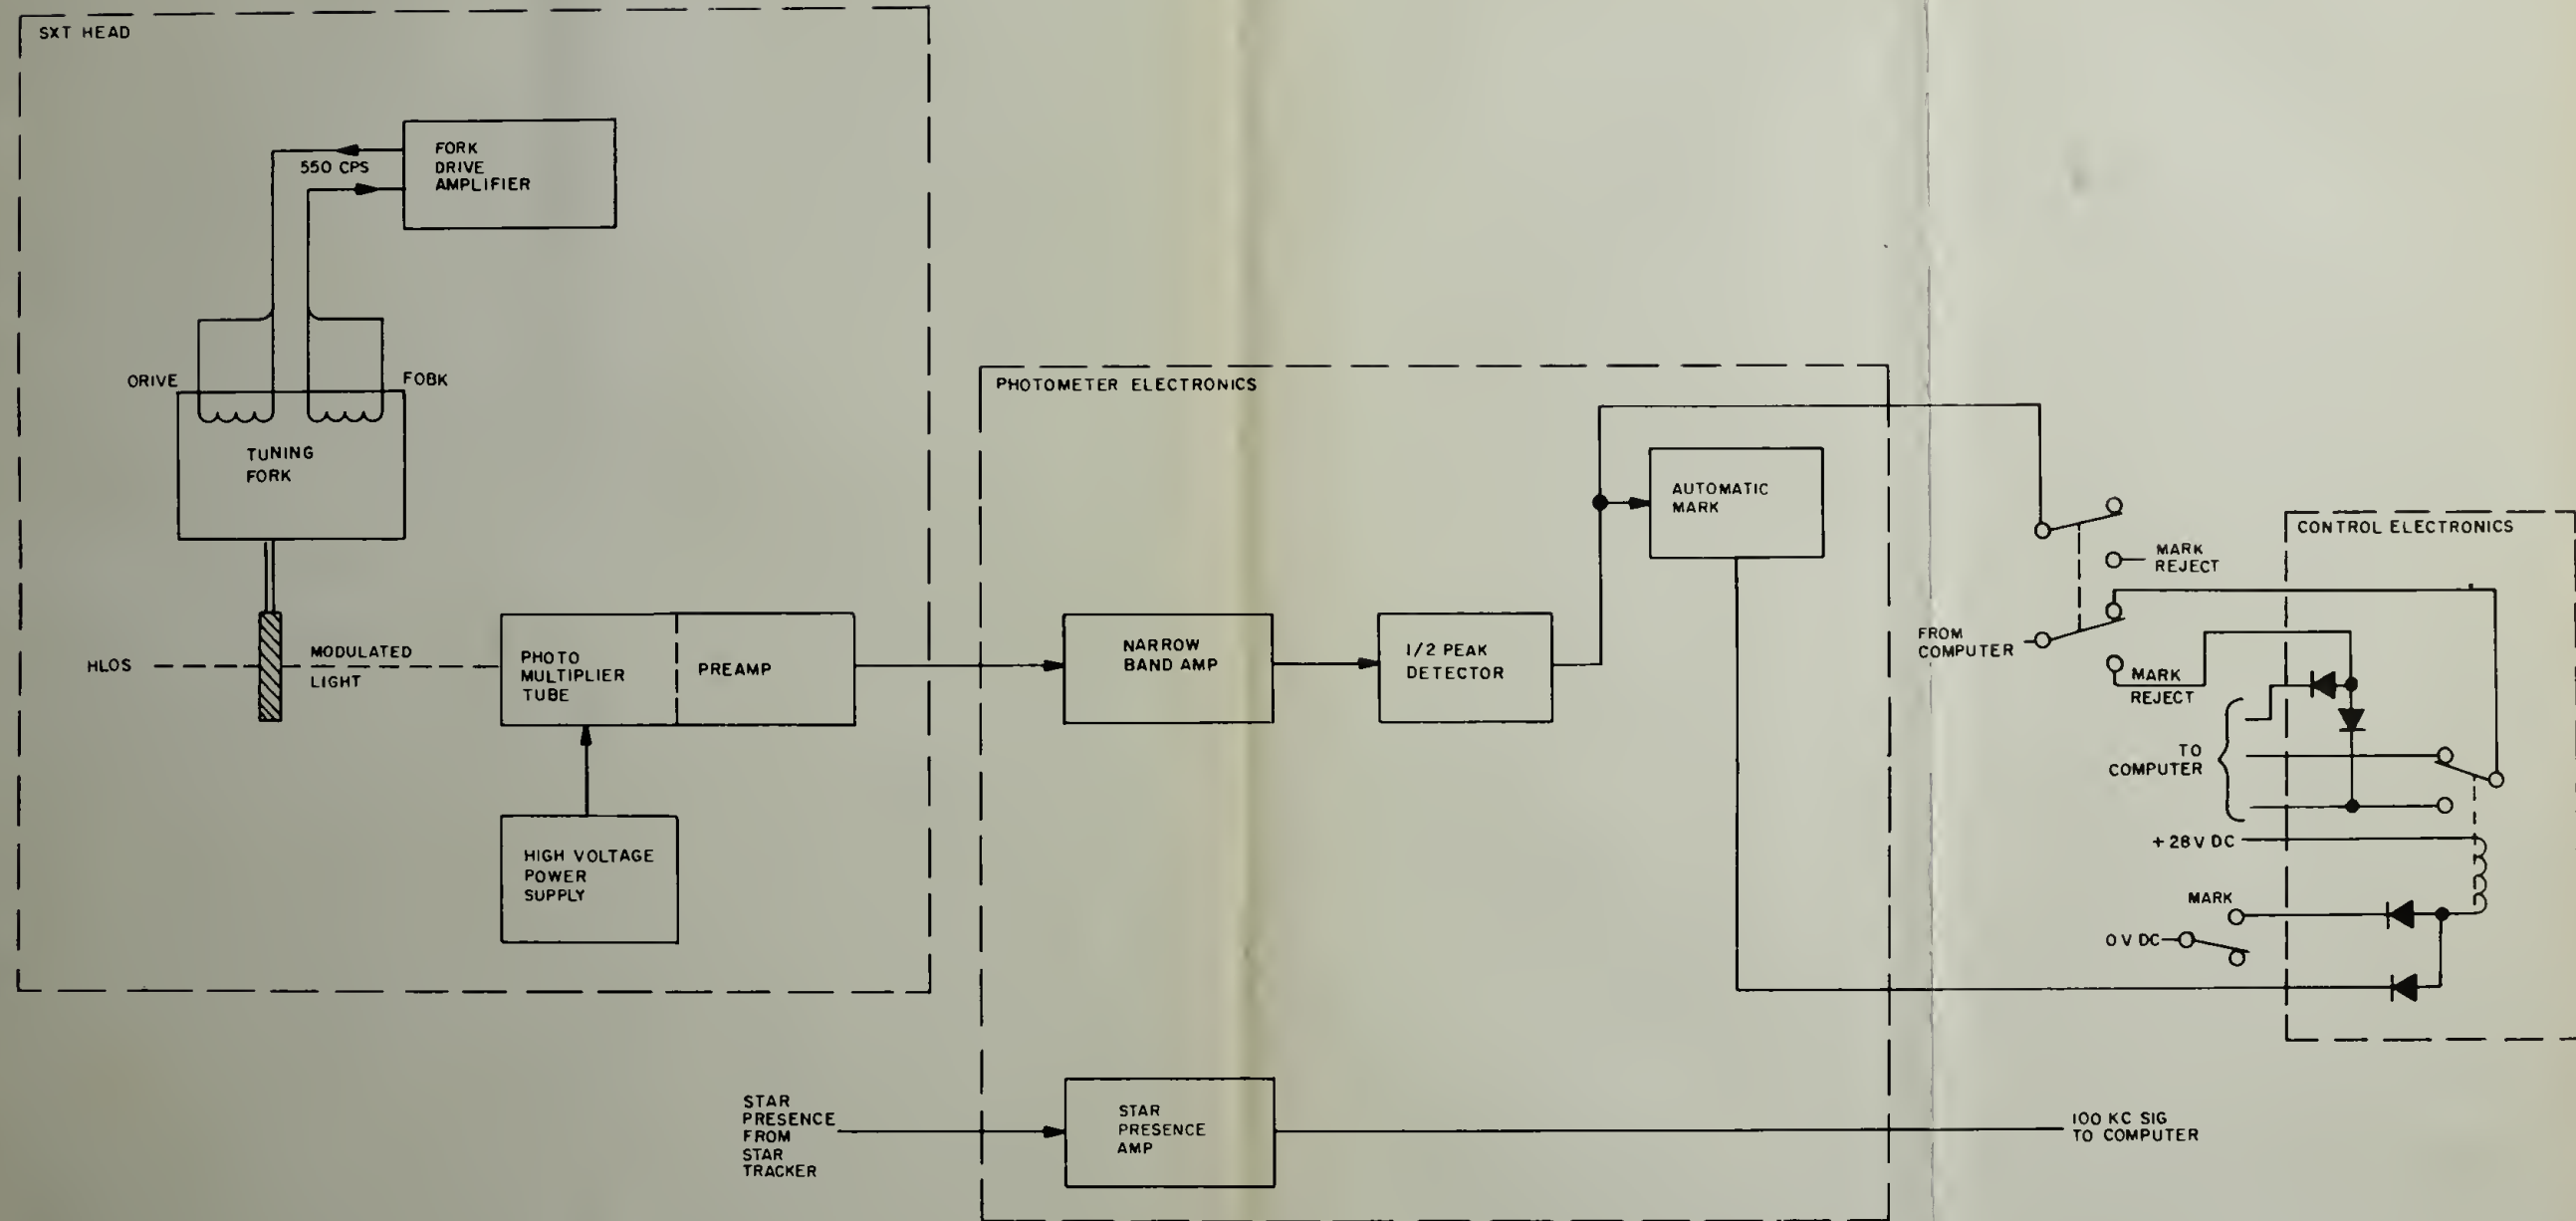 SXT HEAD
FORK
DRIVE
AMPLIFIER
550 CPS
ORIVE
FOBK
TUNING
FORK
HLOS
MODULATED
LIGHT
PHOTO
MULTIPLIER
TUBE
PREAMP
HIGH VOLTAGE
POWER
SUPPLY
PHOTOMETER ELECTRONICS
NARROW
BAND AMP
1/2 PEAK
DETECTOR
AUTOMATIC
MARK
STAR
PRESENCE
FROM
STAR
TRACKER
STAR
PRESENCE
AMP
100 KC SIG
TO COMPUTER
MARK
REJECT
FROM
COMPUTER
MARK
REJECT
CONTROL ELECTRONICS
TO
COMPUTER
+28V DC
MARK
0 V DC